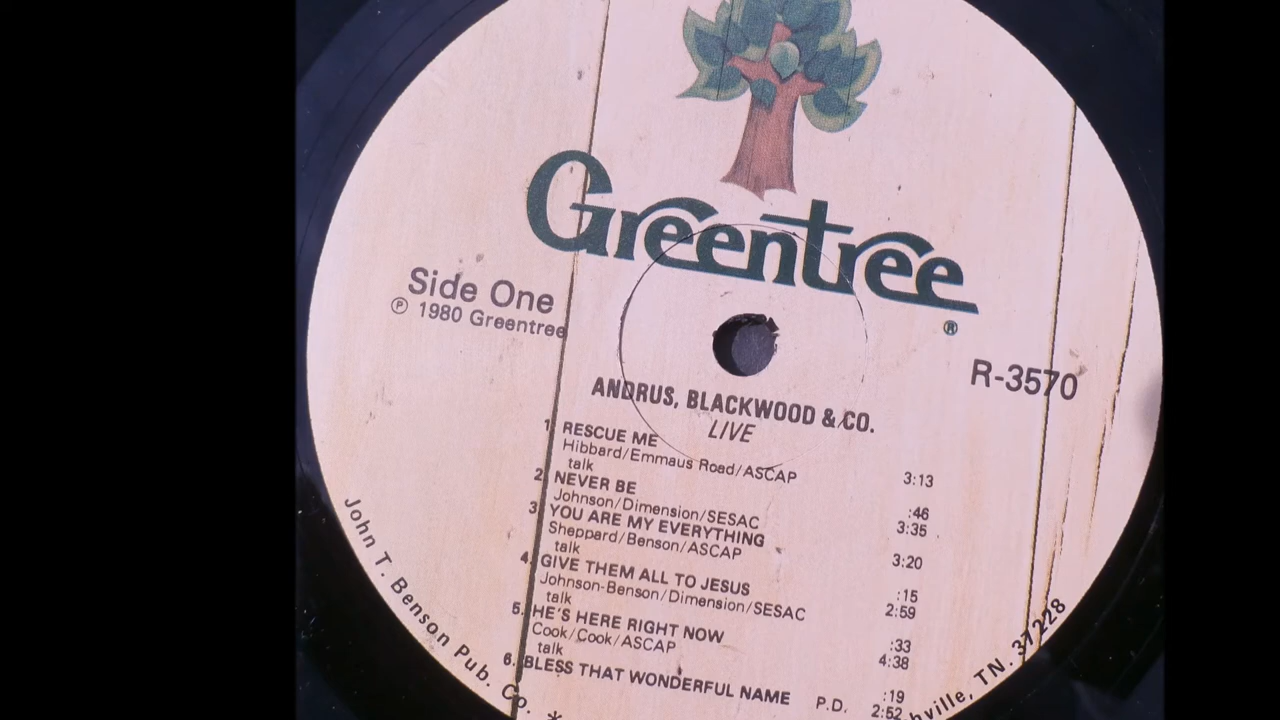 Greentree
®
Side One
℗ 1980 Greentree
R-3570
ANDRUS, BLACKWOOD & CO.
LIVE
1. RESCUE ME
Hibbard/Emmaus Road/ASCAP 3:13
talk :46
2. NEVER BE
Johnson/Dimension/SESAC 3:35
3. YOU ARE MY EVERYTHING
Sheppard/Benson/ASCAP 3:20
talk :15
4. GIVE THEM ALL TO JESUS
Johnson-Benson/Dimension/SESAC 2:59
talk :33
5. HE'S HERE RIGHT NOW
Cook/Cook/ASCAP 4:38
talk :19
6. BLESS THAT WONDERFUL NAME P.D. 2:52
John T. Benson Pub. Co. * hville, TN. 37228